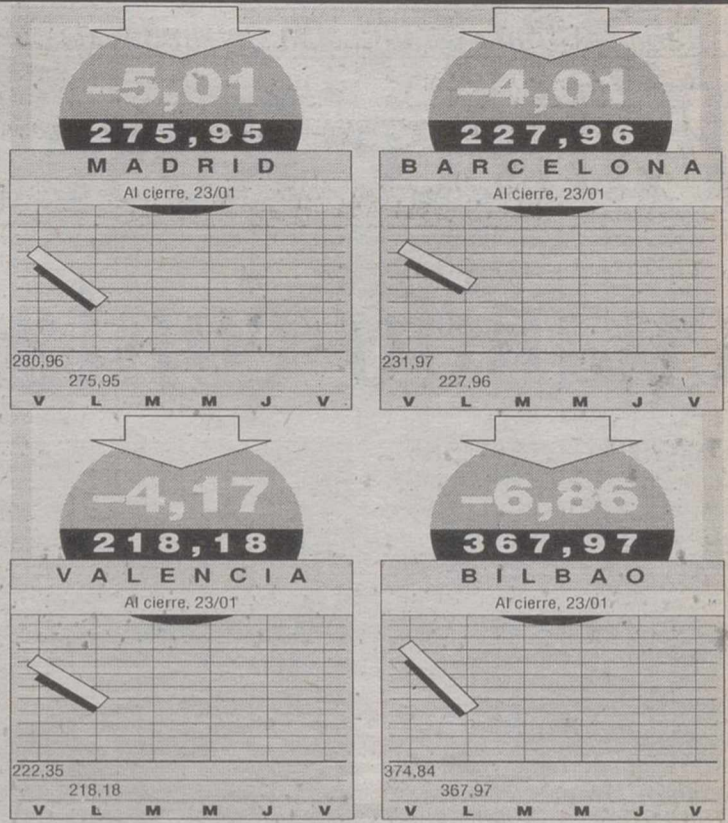 –5,01
275,95
MADRID
Al cierre, 23/01
280,96
275,95
V L M M J V
–4,01
227,96
BARCELONA
Al cierre, 23/01
231,97
227,96
V L M M J V
–4,17
218,18
VALENCIA
Al cierre, 23/01
222,35
218,18
V L M M J V
–6,86
367,97
BILBAO
Al cierre, 23/01
374,84
367,97
V L M M J V